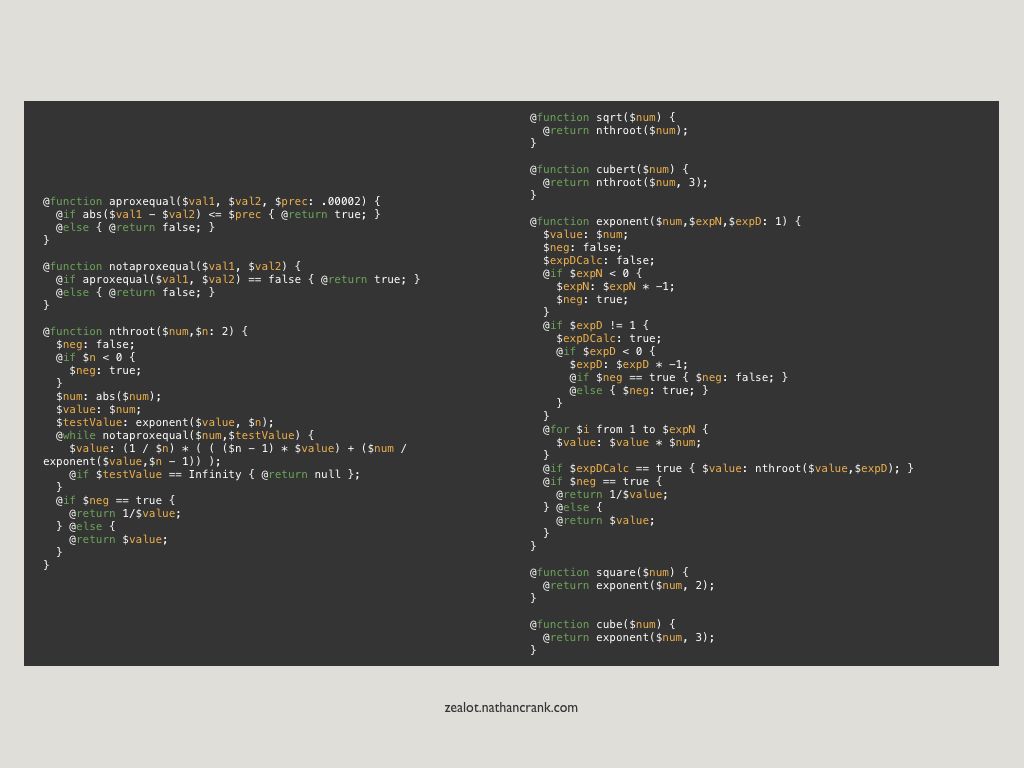 @function aproxequal($val1, $val2, $prec: .00002) {
  @if abs($val1 - $val2) <= $prec { @return true; }
  @else { @return false; }
}

@function notaproxequal($val1, $val2) {
  @if aproxequal($val1, $val2) == false { @return true; }
  @else { @return false; }
}

@function nthroot($num,$n: 2) {
  $neg: false;
  @if $n < 0 {
    $neg: true;
  }
  $num: abs($num);
  $value: $num;
  $testValue: exponent($value, $n);
  @while notaproxequal($num,$testValue) {
    $value: (1 / $n) * ( ( ($n - 1) * $value) + ($num /
exponent($value,$n - 1)) );
    @if $testValue == Infinity { @return null };
  }
  @if $neg == true {
    @return 1/$value;
  } @else {
    @return $value;
  }
}
@function sqrt($num) {
  @return nthroot($num);
}

@function cubert($num) {
  @return nthroot($num, 3);
}

@function exponent($num,$expN,$expD: 1) {
  $value: $num;
  $neg: false;
  $expDCalc: false;
  @if $expN < 0 {
    $expN: $expN * -1;
    $neg: true;
  }
  @if $expD != 1 {
    $expDCalc: true;
    @if $expD < 0 {
      $expD: $expD * -1;
      @if $neg == true { $neg: false; }
      @else { $neg: true; }
    }
  }
  @for $i from 1 to $expN {
    $value: $value * $num;
  }
  @if $expDCalc == true { $value: nthroot($value,$expD); }
  @if $neg == true {
    @return 1/$value;
  } @else {
    @return $value;
  }
}

@function square($num) {
  @return exponent($num, 2);
}

@function cube($num) {
  @return exponent($num, 3);
}
zealot.nathancrank.com